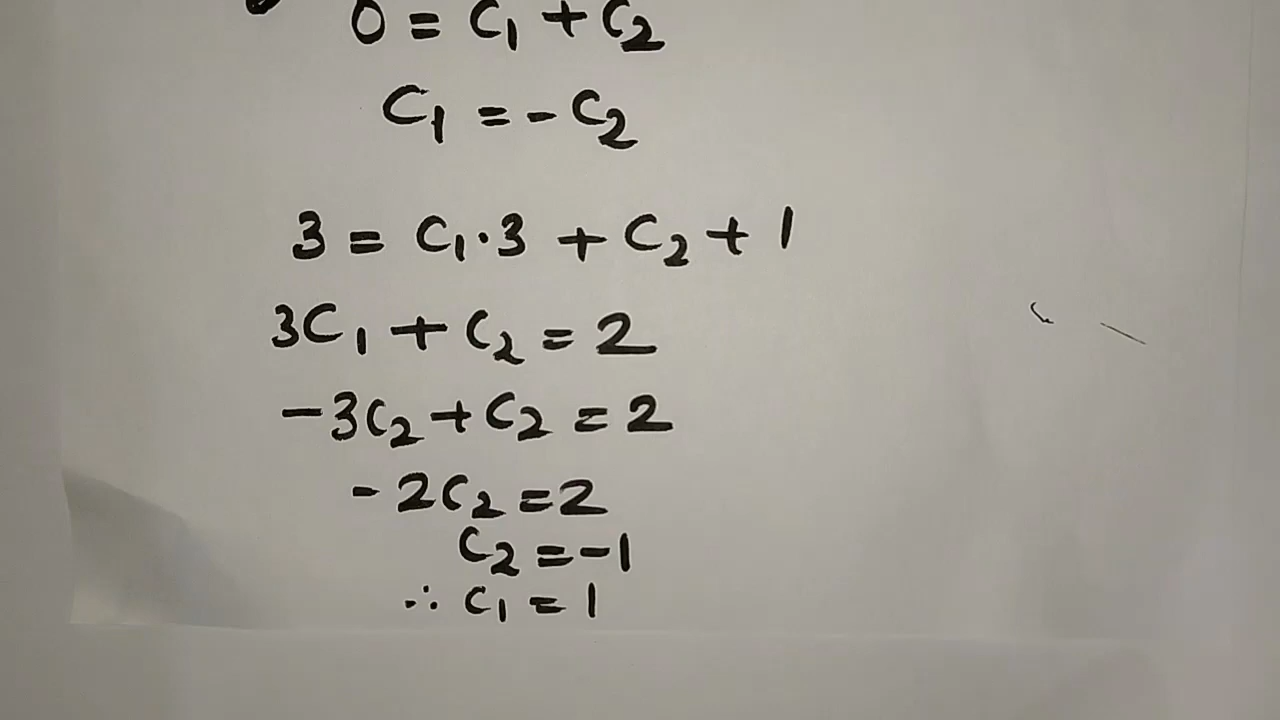 0 = C₁ + C₂
C₁ = - C₂
3 = C₁·3 + C₂ + 1
3C₁ + C₂ = 2
-3C₂ + C₂ = 2
-2C₂ = 2
C₂ = -1
∴ C₁ = 1